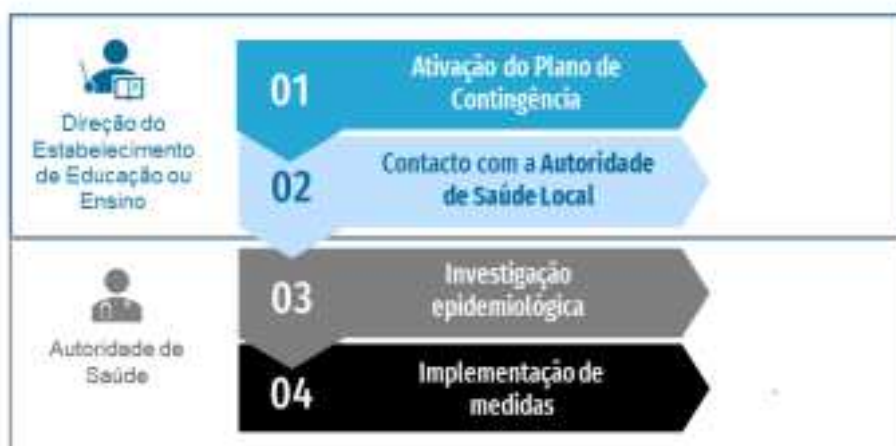 Direção do
Estabelecimento
de Educação ou
Ensino
01
Ativação do Plano de
Contingência
02
Contacto com a Autoridade
de Saúde Local
Autoridade de
Saúde
03
Investigação
epidemiológica
04
Implementação de
medidas